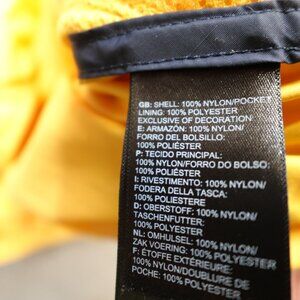 GB: SHELL: 100% NYLON/POCKET
LINING: 100% POLYESTER
EXCLUSIVE OF DECORATION
E: ARMAZÓN: 100% NYLON/
FORRO DEL BOLSILLO:
100% POLIÉSTER
P: TECIDO PRINCIPAL:
100% NYLON/FORRO DO BOLSO:
100% POLIÉSTER
I: RIVESTIMENTO: 100% NYLON/
FODERA DELLA TASCA:
100% POLIESTERE
D: OBERSTOFF: 100% NYLON/
TASCHENFUTTER:
100% POLYESTER
NL: OMHULSEL: 100% NYLON/
ZAK VOERING: 100% POLYESTER
F: ÉTOFFE EXTÉRIEURE:
100% NYLON/DOUBLURE DE
POCHE: 100% POLYESTER